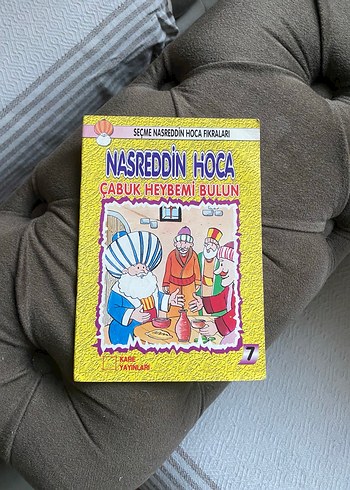 SEÇME NASREDDİN HOCA FIKRALARI
NASREDDİN HOCA
ÇABUK HEYBEMİ BULUN
7
KARE
YAYINLARI